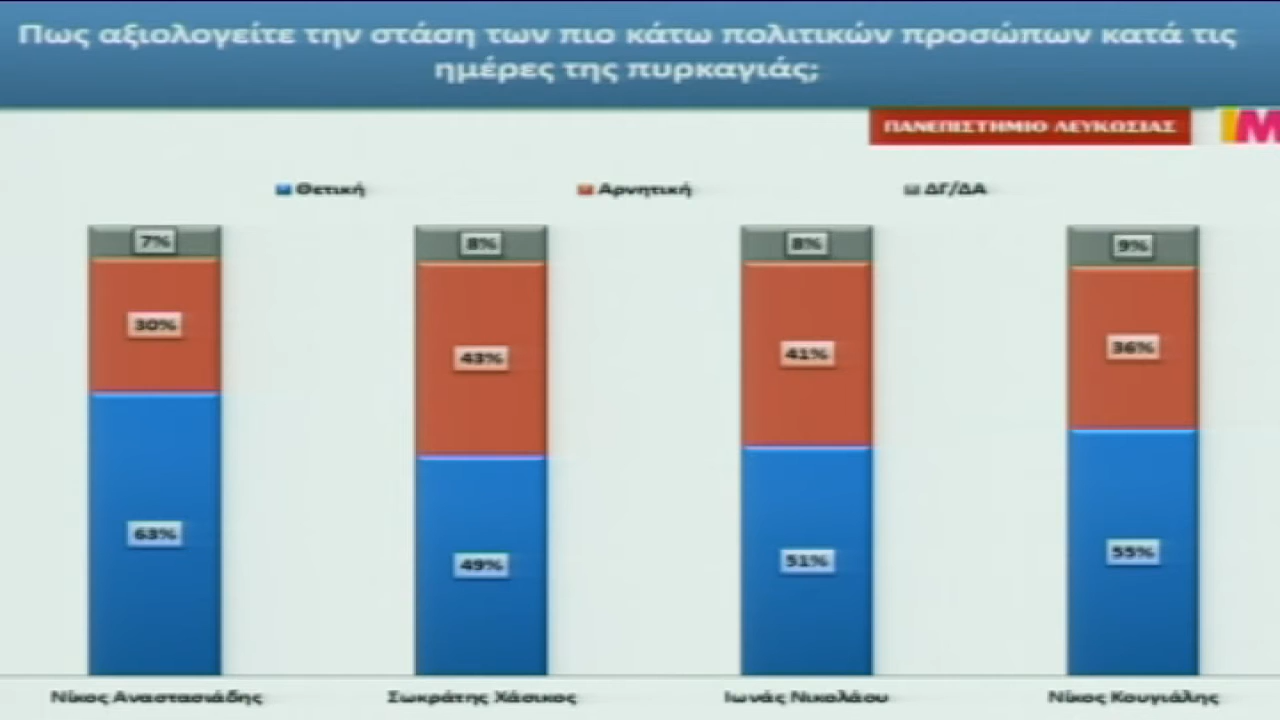 Πως αξιολογείτε την στάση των πιο κάτω πολιτικών προσώπων κατά τις
ημέρες της πυρκαγιάς;
ΠΑΝΕΠΙΣΤΗΜΙΟ ΛΕΥΚΩΣΙΑΣ IM
Θετική Αρνητική ΔΓ/ΔΑ
7% 8% 8% 9%
30% 43% 41% 36%
63% 49% 51% 55%
Νίκος Αναστασιάδης Σωκράτης Χάσικος Ιωνάς Νικολάου Νίκος Κουγιάλης